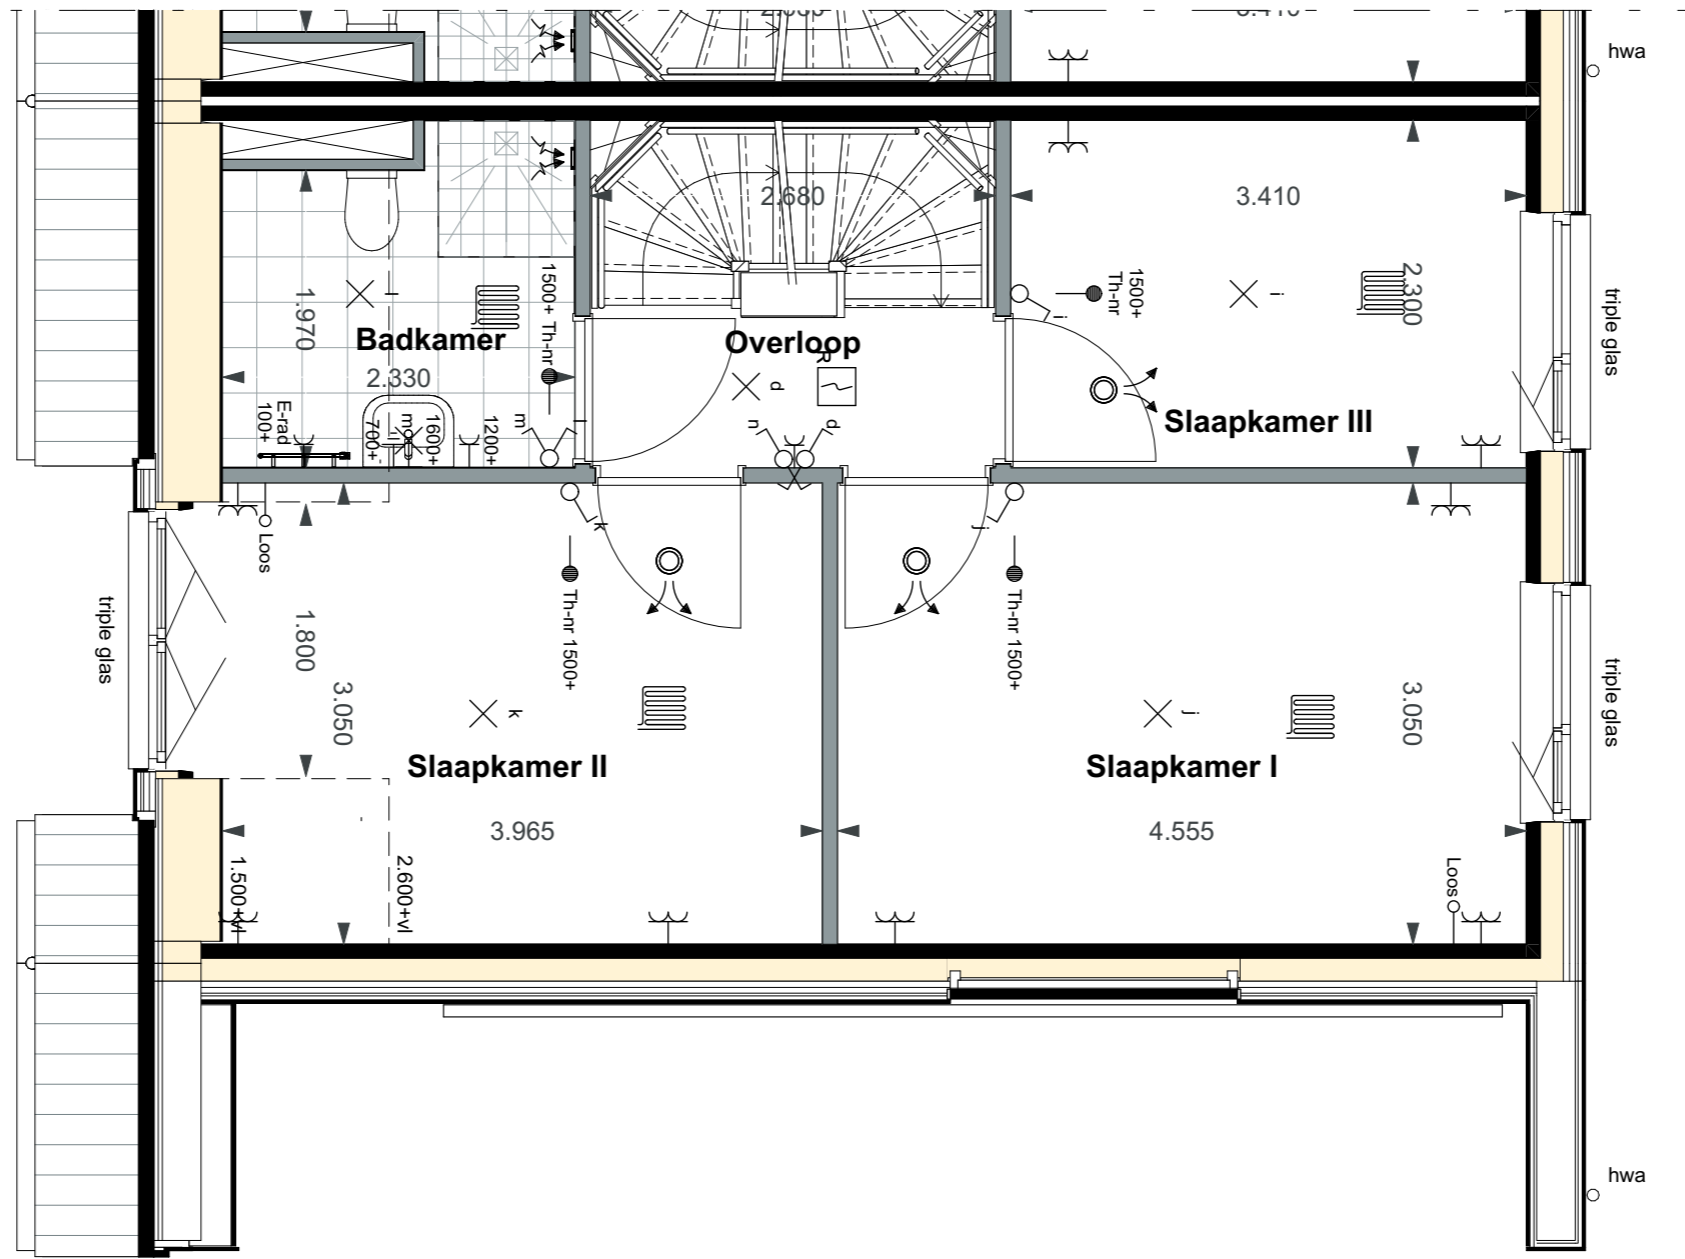 hwa
2.680
3.410
1500+ Th-nr
l
1.970
Badkamer
2.330
Overloop
R
d
1500+
Th-nr
i
i
2.300
triple glas
Slaapkamer III
E-rad
100+
700+
m
1600+
1200+
m
l
n
d
Loos
k
j
triple glas
1.800
3.050
Th-nr 1500+
k
Slaapkamer II
3.965
1.500+vl
2.600+vl
Th-nr 1500+
j
Slaapkamer I
4.555
3.050
triple glas
Loos
hwa